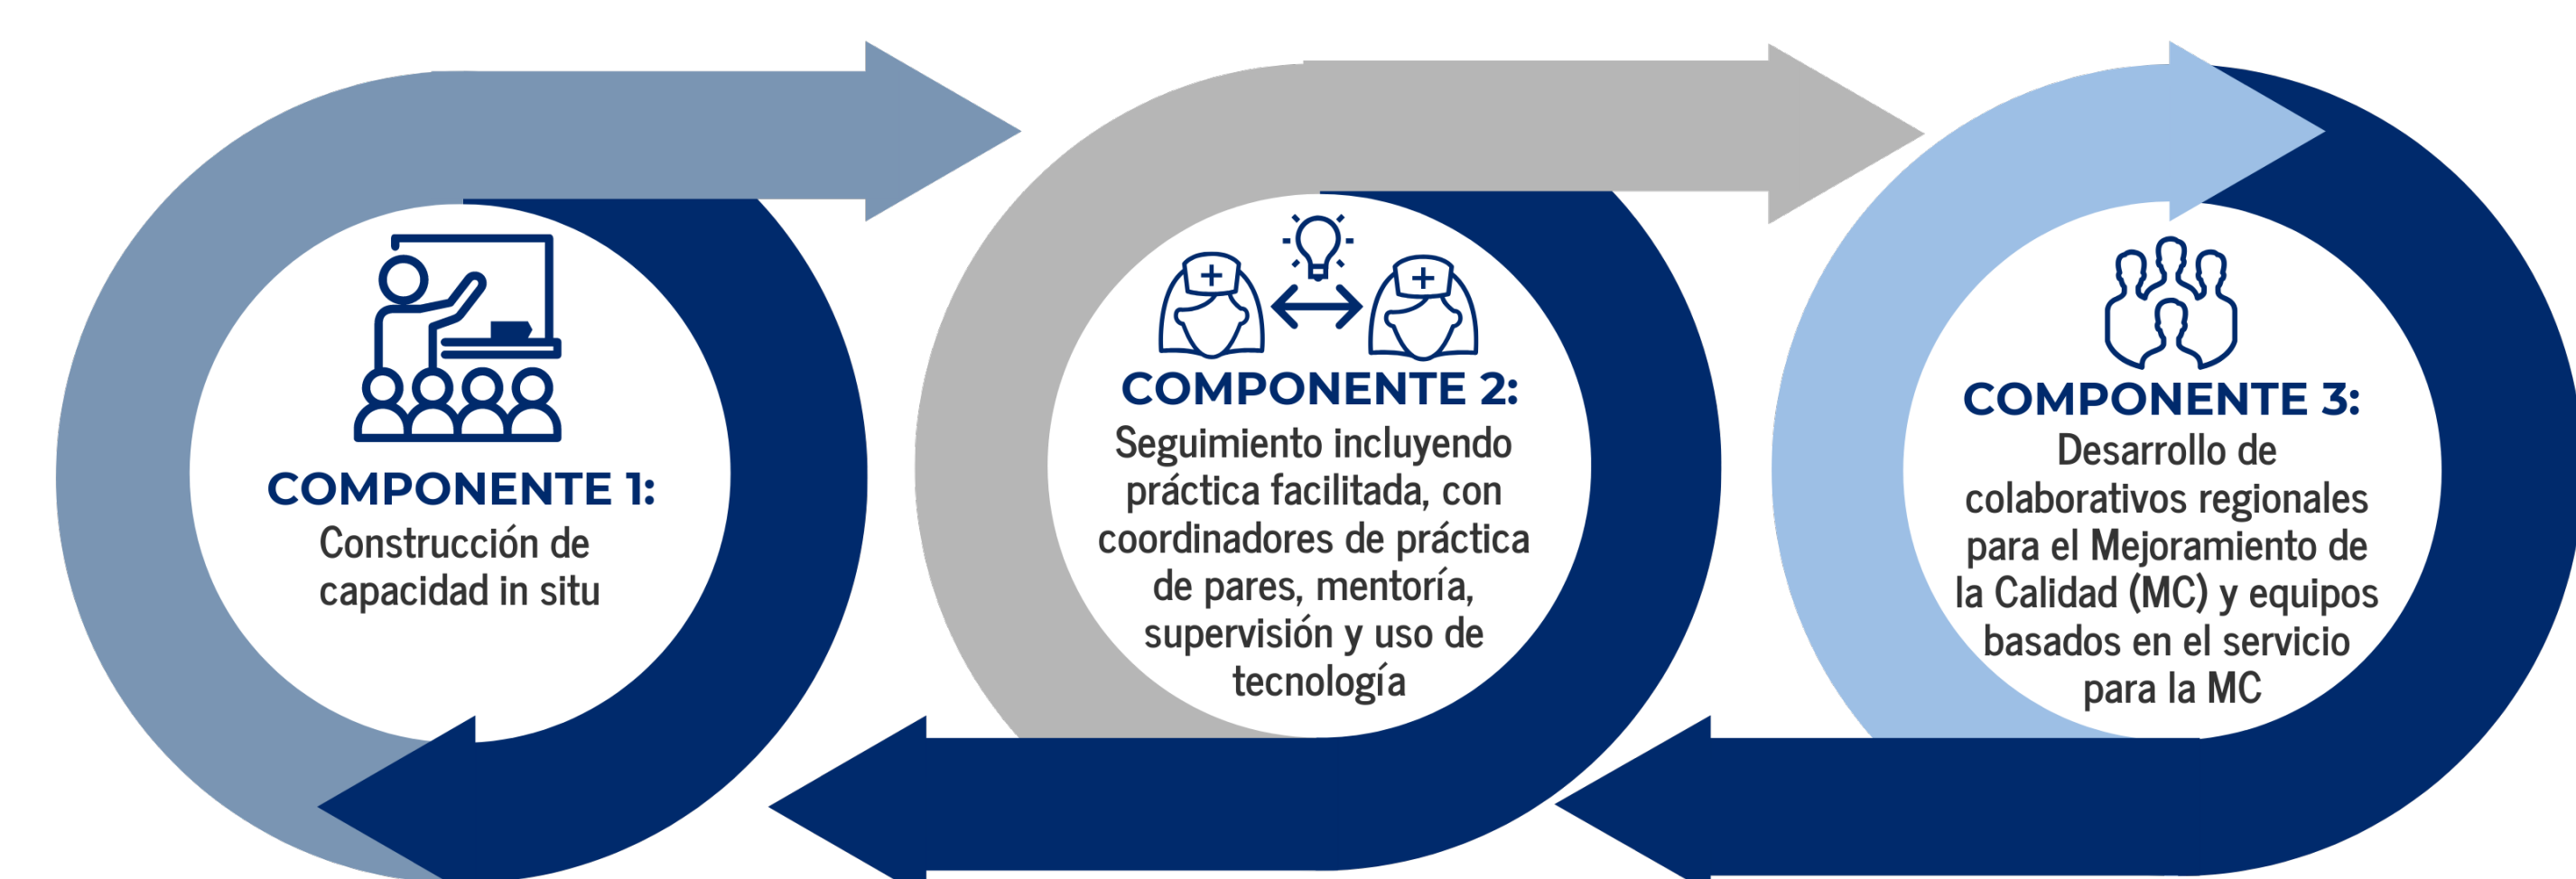 COMPONENTE 1:
Construcción de
capacidad in situ
COMPONENTE 2:
Seguimiento incluyendo
práctica facilitada, con
coordinadores de práctica
de pares, mentoría,
supervisión y uso de
tecnología
COMPONENTE 3:
Desarrollo de
colaborativos regionales
para el Mejoramiento de
la Calidad (MC) y equipos
basados en el servicio
para la MC